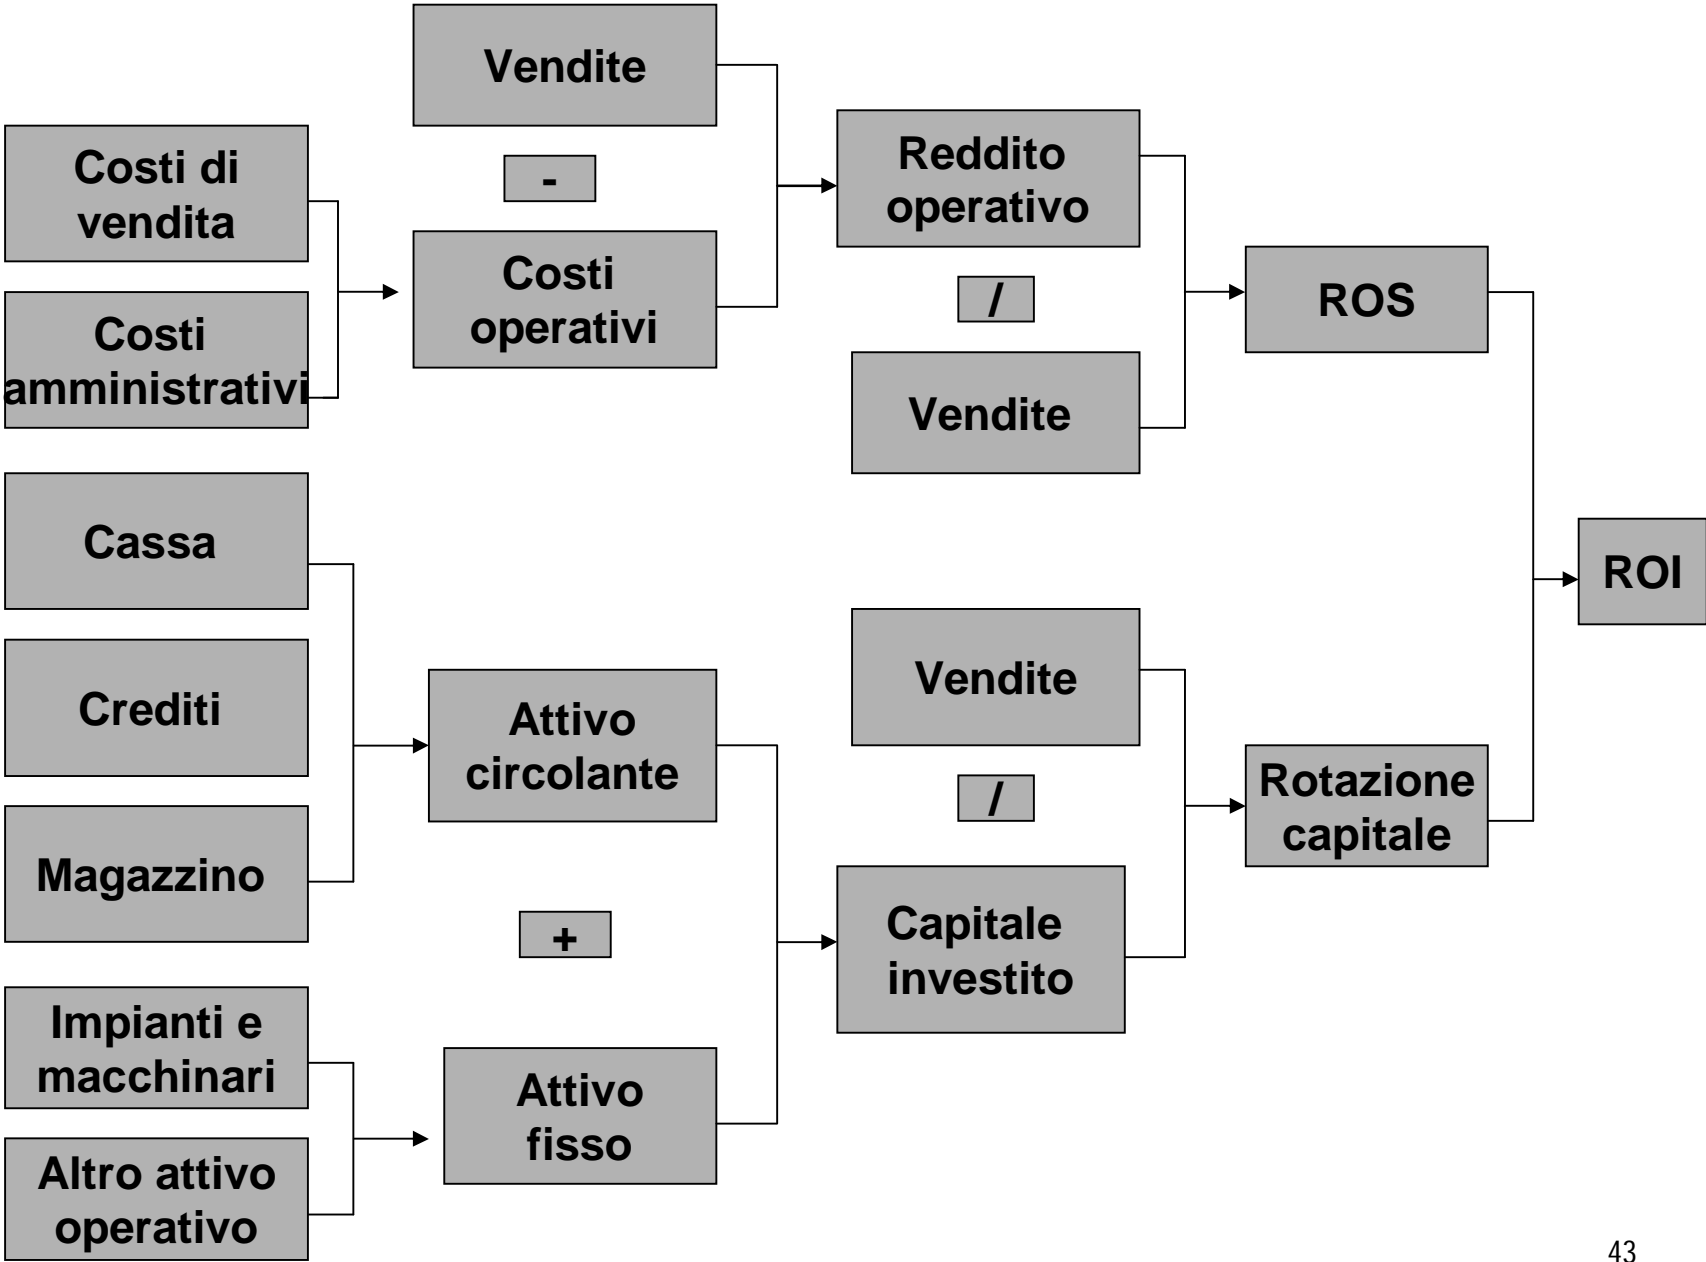 Vendite
-
Costi di
vendita
Costi
amministrativi
Costi
operativi
Reddito
operativo
/
Vendite
ROS
Cassa
Crediti
Magazzino
Attivo
circolante
+
Impianti e
macchinari
Altro attivo
operativo
Attivo
fisso
Vendite
/
Capitale
investito
Rotazione
capitale
ROI
43